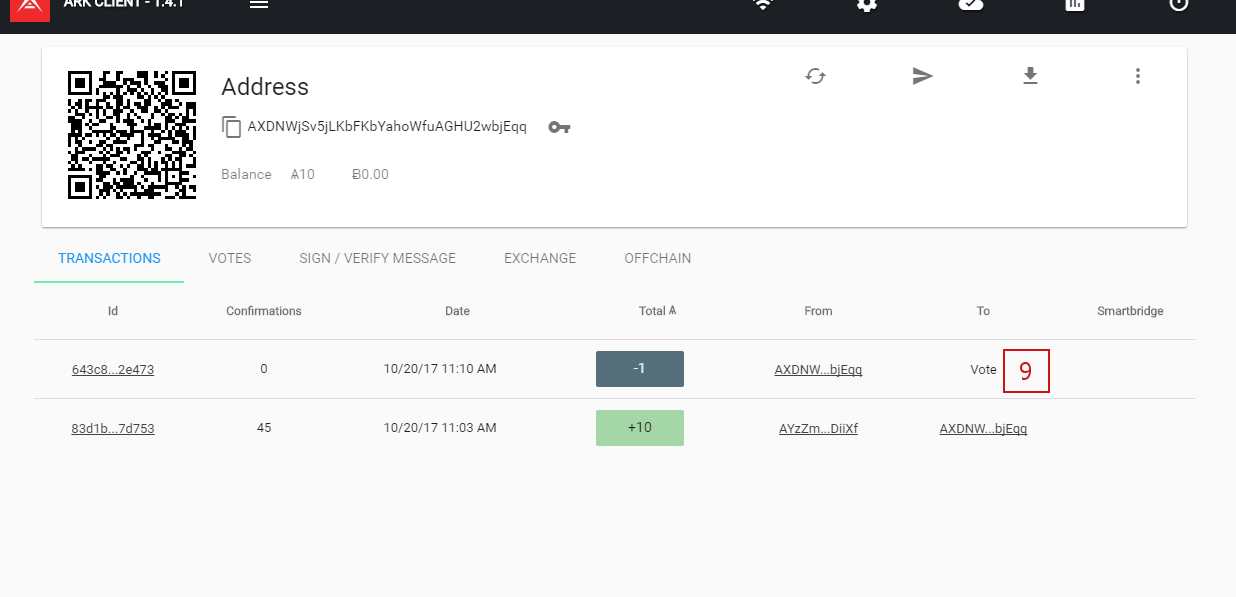 ARK CLIENT - 1.4.1
Address
AXDNWjSv5jLKbFKbYahoWfuAGHU2wbjEqq
Balance Ѧ10 Ƀ0.00
TRANSACTIONS VOTES SIGN / VERIFY MESSAGE EXCHANGE OFFCHAIN
Id Confirmations Date Total Ѧ From To Smartbridge
643c8...2e473 0 10/20/17 11:10 AM -1 AXDNW...bjEqq Vote 9
83d1b...7d753 45 10/20/17 11:03 AM +10 AYzZm...DiiXf AXDNW...bjEqq